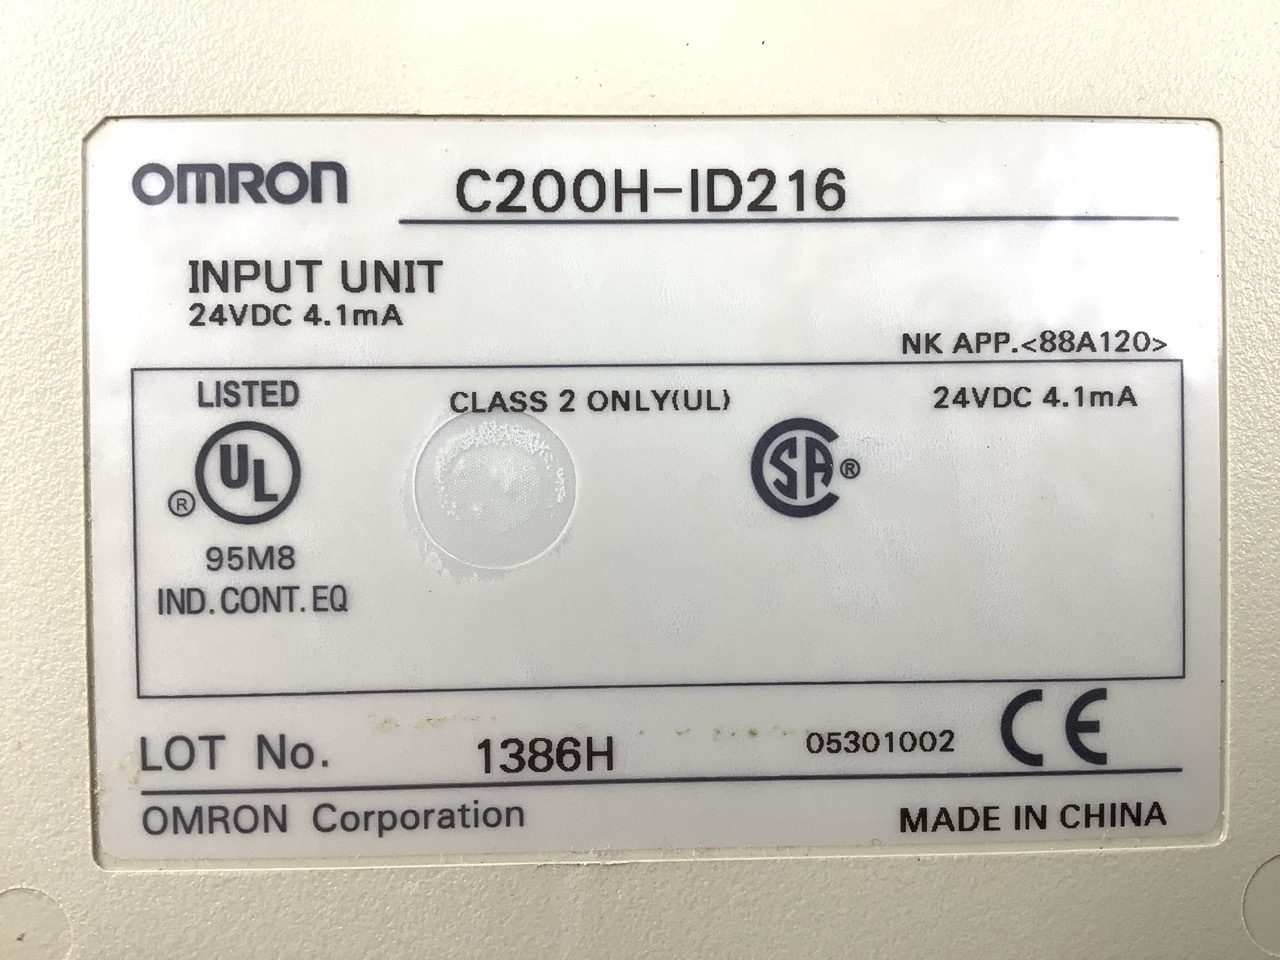 OMRON C200H-ID216
INPUT UNIT
24VDC 4.1mA
NK APP.<88A120>
LISTED CLASS 2 ONLY(UL) 24VDC 4.1mA
UL ®
SA ®
95M8
IND. CONT. EQ
LOT No. 1386H 05301002 CE
OMRON Corporation MADE IN CHINA